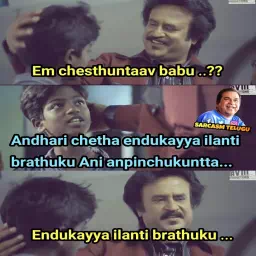 Em chesthuntaav babu ..??
SARCASM TELUGU
Andhari chetha endukayya ilanti
brathuku Ani anpinchukuntta...
Endukayya ilanti brathuku ...